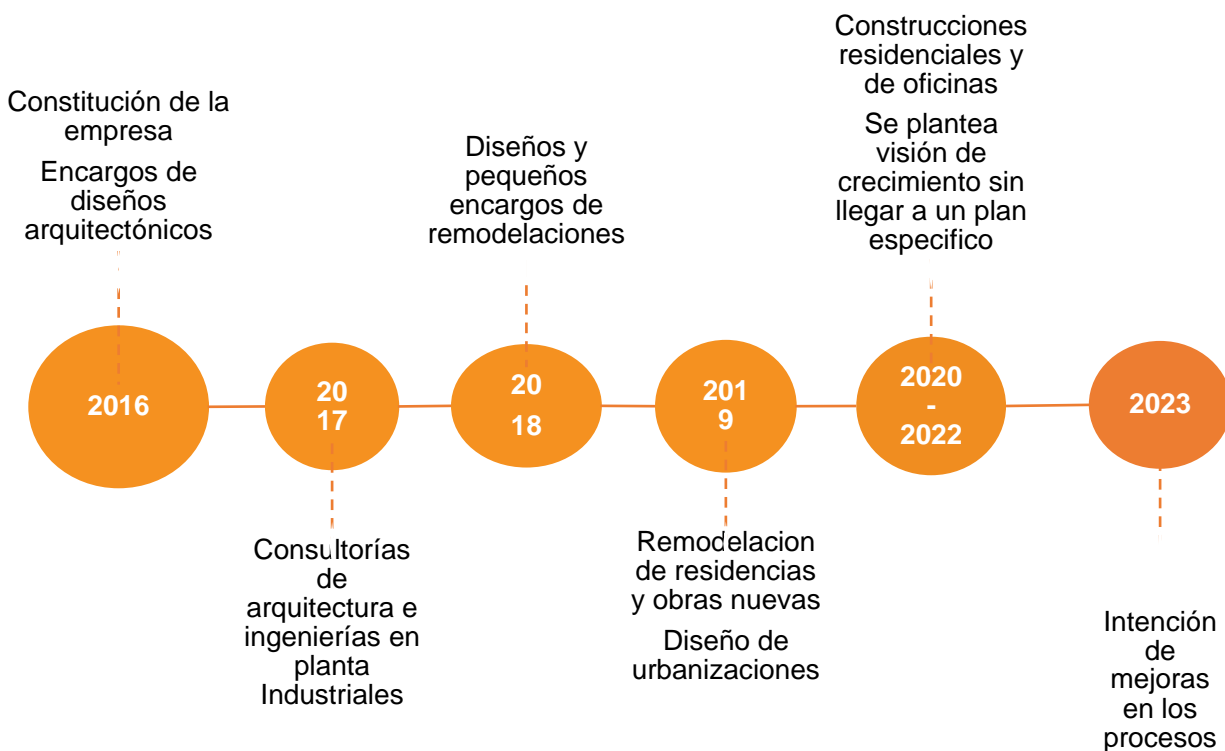 Constitución de la
empresa
Encargos de
diseños
arquitectónicos
2016
20
17
Consultorías
de
arquitectura e
ingenierías en
planta
Industriales
Diseños y
pequeños
encargos de
remodelaciones
20
18
201
9
Remodelacion
de residencias
y obras nuevas
Diseño de
urbanizaciones
Construcciones
residenciales y
de oficinas
Se plantea
visión de
crecimiento sin
llegar a un plan
especifico
2020
-
2022
2023
Intención
de
mejoras
en los
procesos